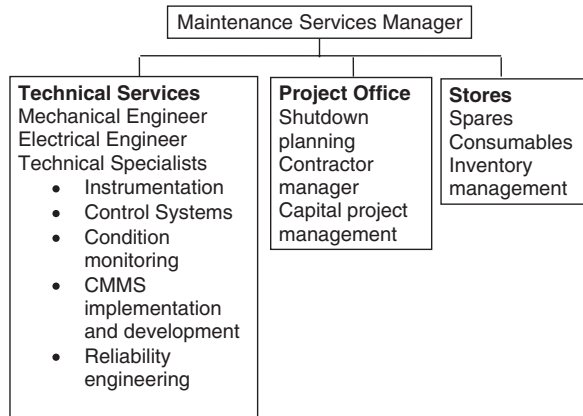 Maintenance Services Manager
Technical Services
Mechanical Engineer
Electrical Engineer
Technical Specialists
• Instrumentation
• Control Systems
• Condition
monitoring
• CMMS
implementation
and development
• Reliability
engineering
Project Office
Shutdown
planning
Contractor
manager
Capital project
management
Stores
Spares
Consumables
Inventory
management